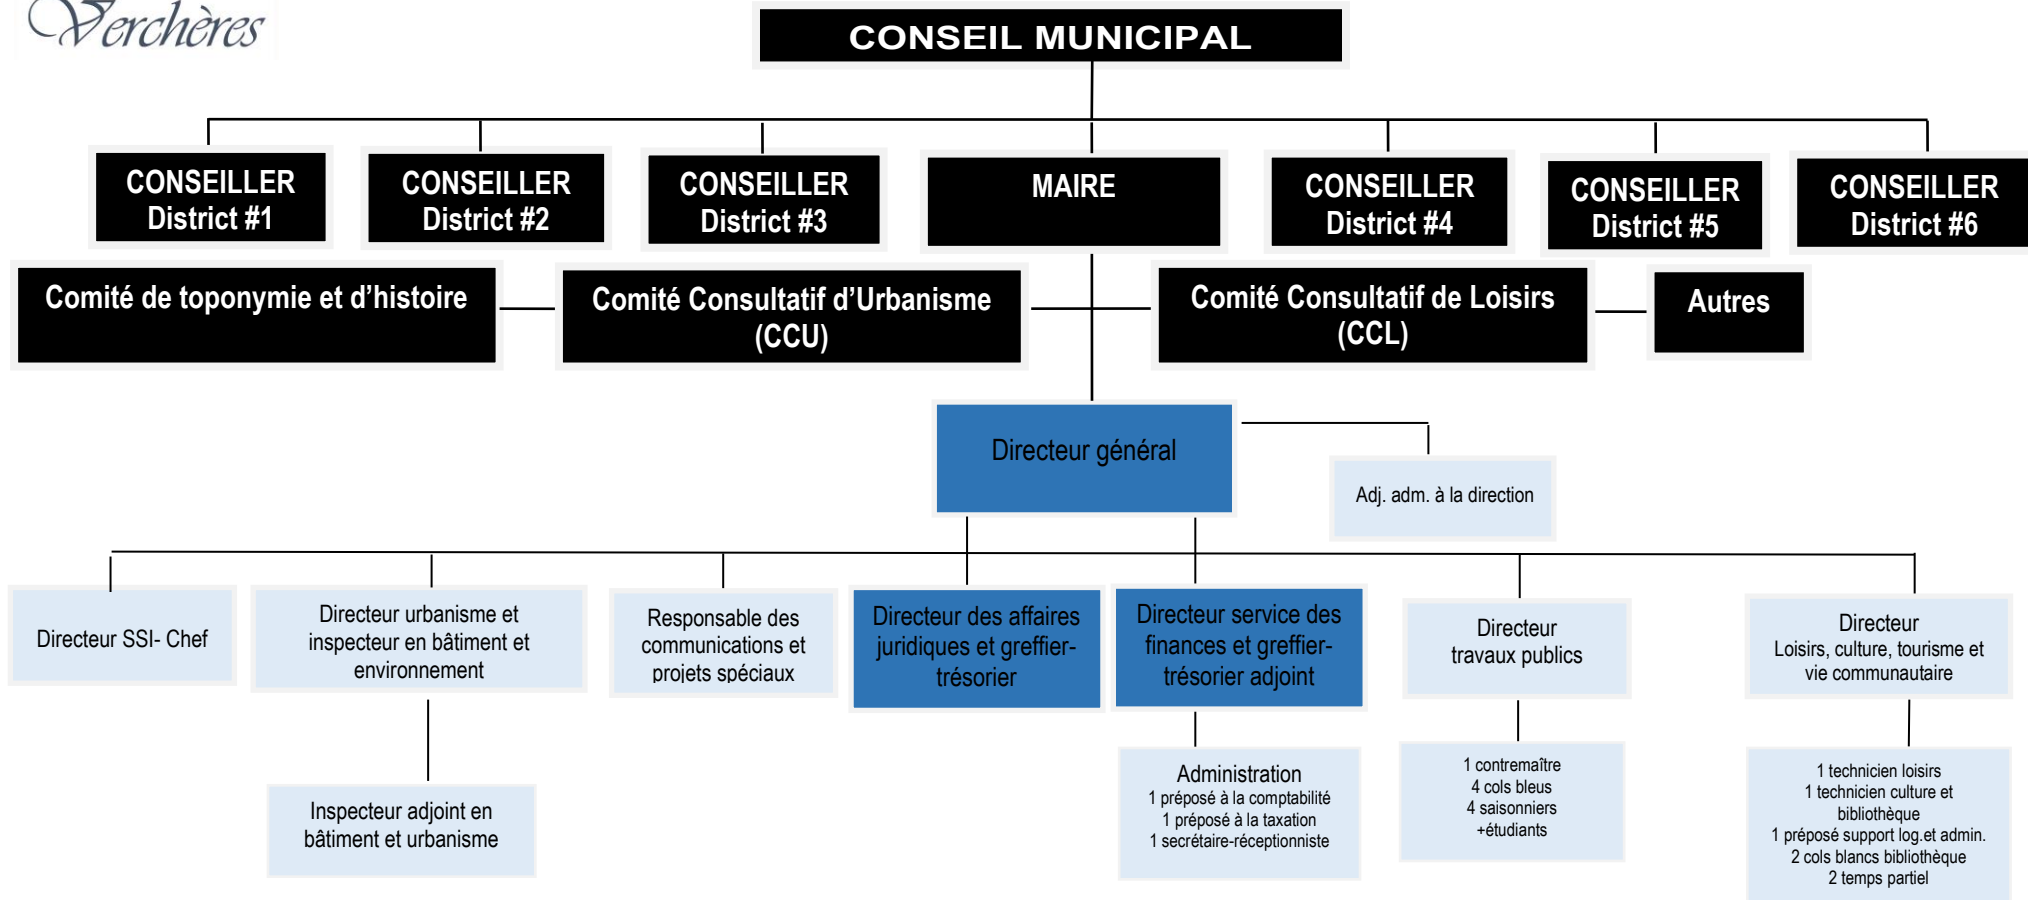 Verchères
CONSEIL MUNICIPAL
CONSEILLER
District #1
CONSEILLER
District #2
CONSEILLER
District #3
MAIRE
CONSEILLER
District #4
CONSEILLER
District #5
CONSEILLER
District #6
Comité de toponymie et d’histoire
Comité Consultatif d’Urbanisme
(CCU)
Comité Consultatif de Loisirs
(CCL)
Autres
Directeur général
Adj. adm. à la direction
Directeur SSI- Chef
Directeur urbanisme et
inspecteur en bâtiment et
environnement
Responsable des
communications et
projets spéciaux
Directeur des affaires
juridiques et greffier-
trésorier
Directeur service des
finances et greffier-
trésorier adjoint
Directeur
travaux publics
Directeur
Loisirs, culture, tourisme et
vie communautaire
Inspecteur adjoint en
bâtiment et urbanisme
Administration
1 préposé à la comptabilité
1 préposé à la taxation
1 secrétaire-réceptionniste
1 contremaître
4 cols bleus
4 saisonniers
+étudiants
1 technicien loisirs
1 technicien culture et
bibliothèque
1 préposé support log.et admin.
2 cols blancs bibliothèque
2 temps partiel